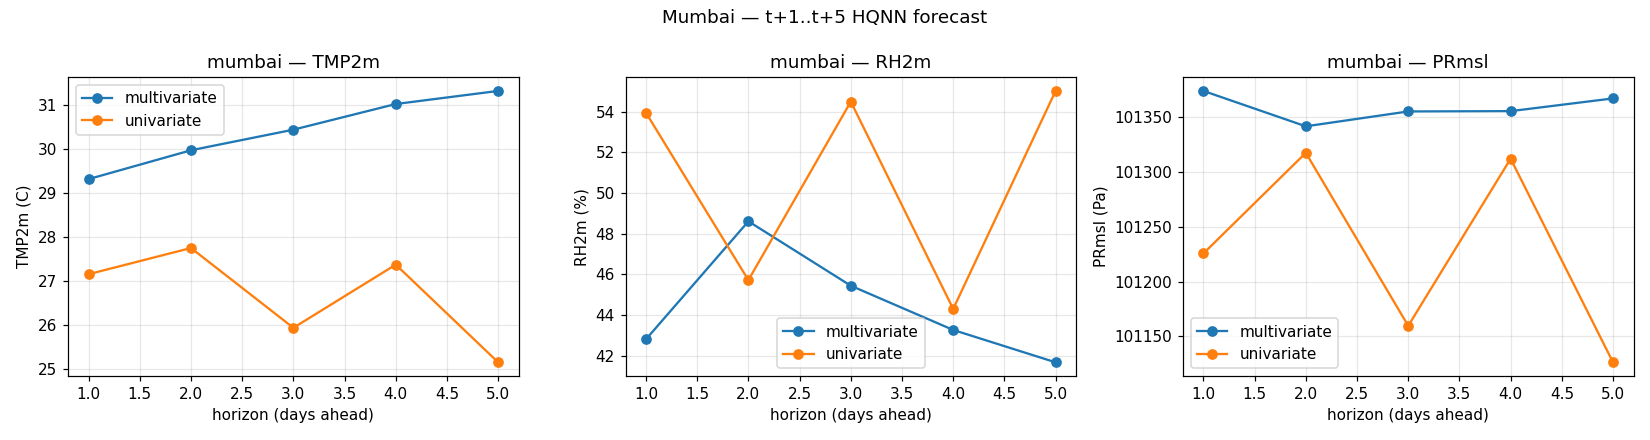 Mumbai — t+1..t+5 HQNN forecast
mumbai — TMP2m
multivariate
univariate
TMP2m (C)
31
30
29
28
27
26
25
1.0 1.5 2.0 2.5 3.0 3.5 4.0 4.5 5.0
horizon (days ahead)
mumbai — RH2m
RH2m (%)
54
52
50
48
46
44
42
multivariate
univariate
1.0 1.5 2.0 2.5 3.0 3.5 4.0 4.5 5.0
horizon (days ahead)
mumbai — PRmsl
PRmsl (Pa)
101350
101300
101250
101200
101150
multivariate
univariate
1.0 1.5 2.0 2.5 3.0 3.5 4.0 4.5 5.0
horizon (days ahead)